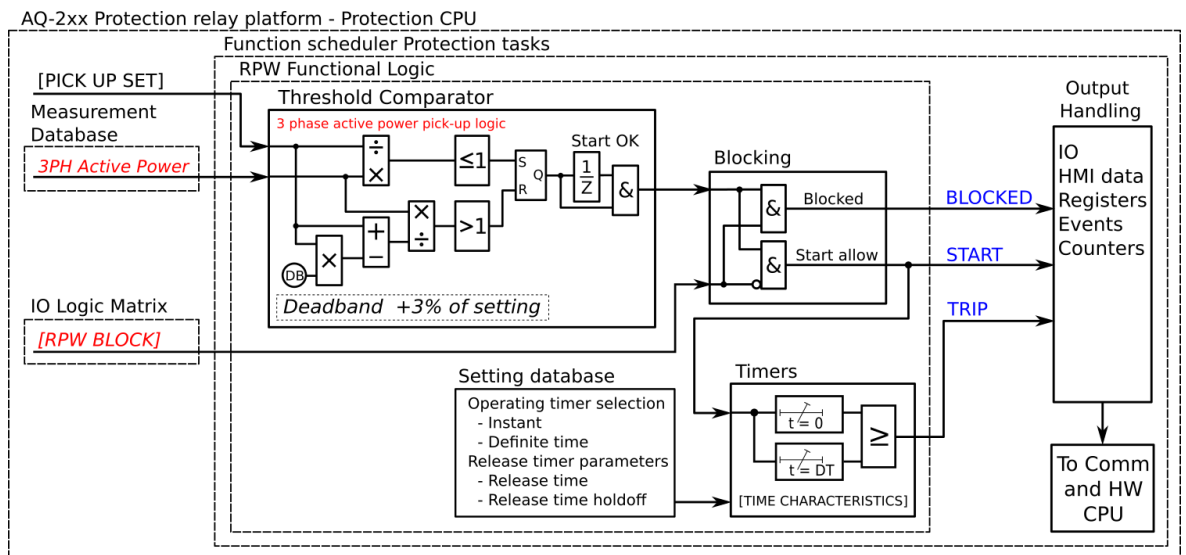 AQ-2xx Protection relay platform - Protection CPU
Function scheduler Protection tasks
RPW Functional Logic
[PICK UP SET]
Measurement
Database
3PH Active Power
Threshold Comparator
3 phase active power pick-up logic
÷
×
≤1
S
Q
R
Start OK
1
Z
&
×
÷
>1
+
−
×
DB
Deadband +3% of setting
IO Logic Matrix
[RPW BLOCK]
Blocking
&
Blocked
&
Start allow
BLOCKED
START
TRIP
Output
Handling
IO
HMI data
Registers
Events
Counters
Setting database
Operating timer selection
- Instant
- Definite time
Release timer parameters
- Release time
- Release time holdoff
Timers
t = 0
t = DT
≥
[TIME CHARACTERISTICS]
To Comm
and HW
CPU